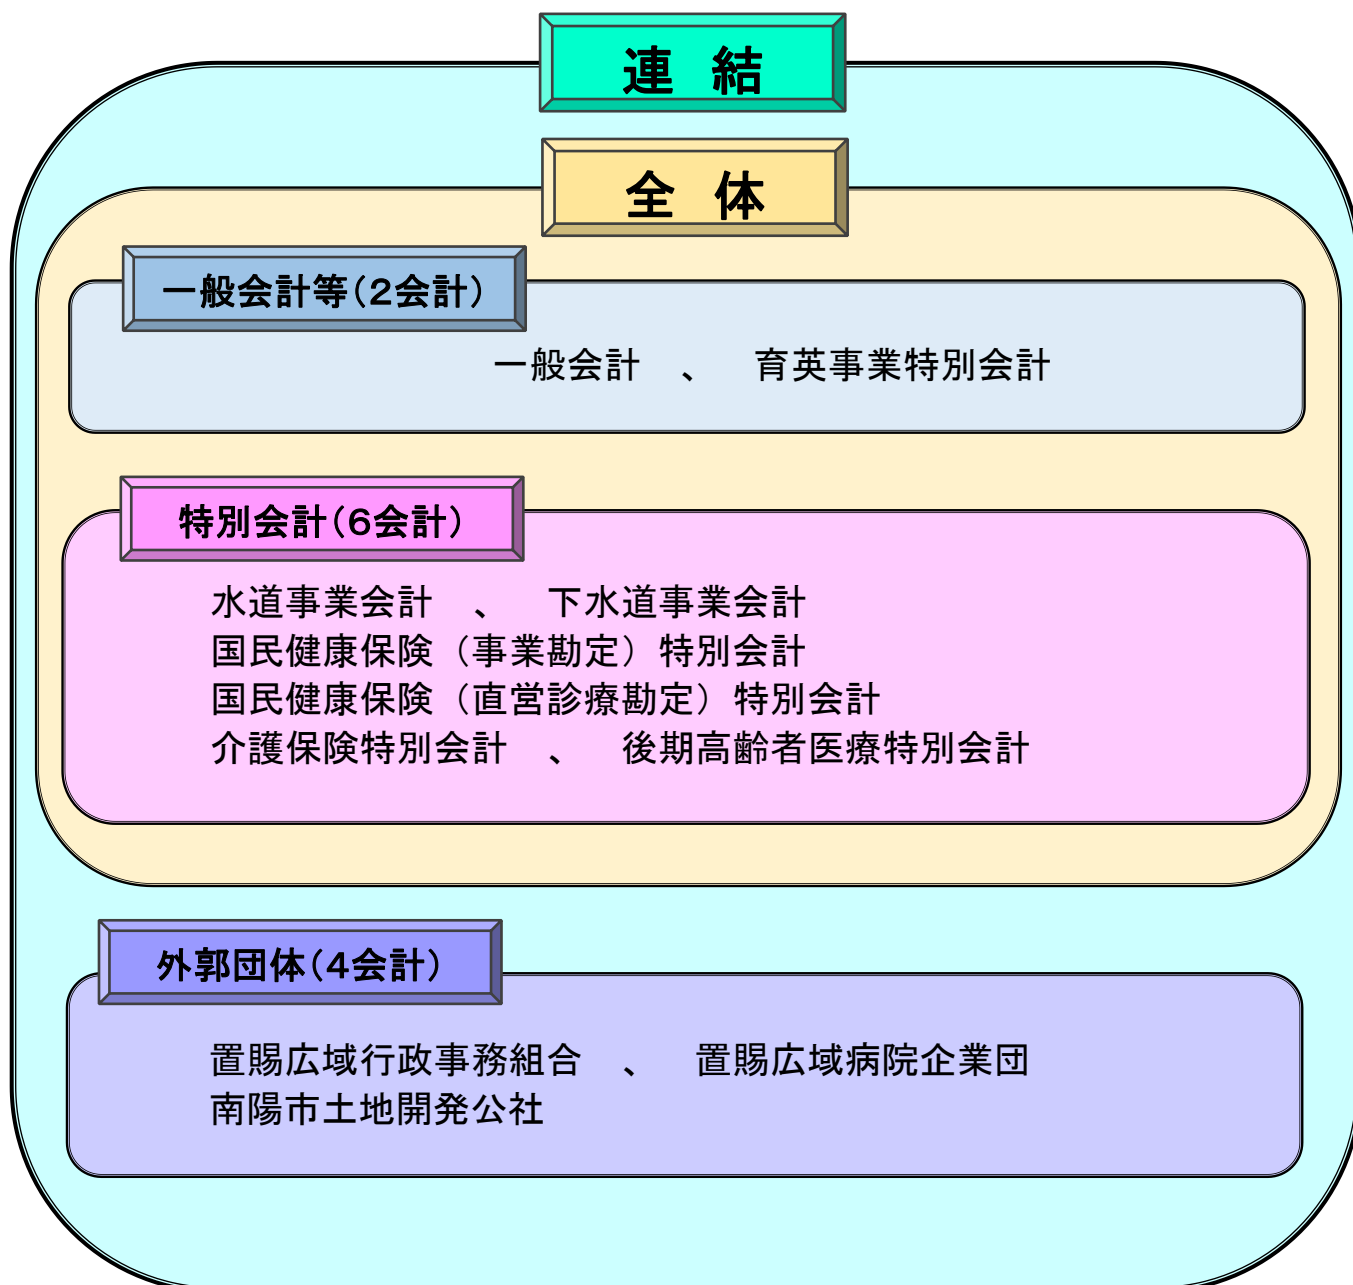 連　結
全　体
一般会計等(2会計)
一般会計　、　育英事業特別会計
特別会計(6会計)
水道事業会計　、　下水道事業会計
国民健康保険（事業勘定）特別会計
国民健康保険（直営診療勘定）特別会計
介護保険特別会計　、　後期高齢者医療特別会計
外郭団体(4会計)
置賜広域行政事務組合　、　置賜広域病院企業団
南陽市土地開発公社